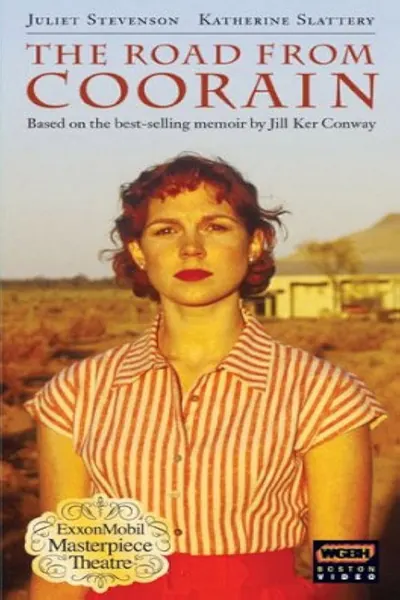 JULIET STEVENSON KATHERINE SLATTERY
THE ROAD FROM
COORAIN
Based on the best-selling memoir by Jill Ker Conway
ExxonMobil
Masterpiece
Theatre
WGBH
BOSTON
VIDEO